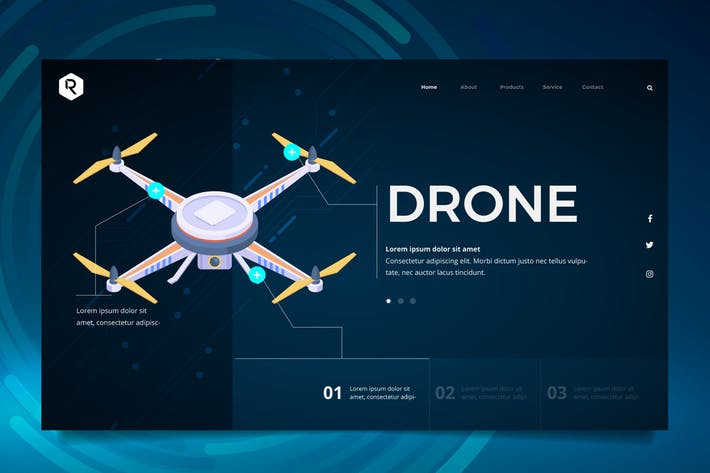 R
Home About Products Service Contact
DRONE
Lorem ipsum dolor sit amet
Consectetur adipiscing elit. Morbi dictum justo nec tellus vulpu-
tate, nec auctor lacus tincidunt.
Lorem ipsum dolor sit
amet, consectetur adipisc-
01 Lorem ipsum dolor sit
amet, consectetur adipi-
02 Lorem ipsum dolor sit
amet, consectetur adipi-
03 Lorem ipsum dolor sit
amet, consectetur adipi-